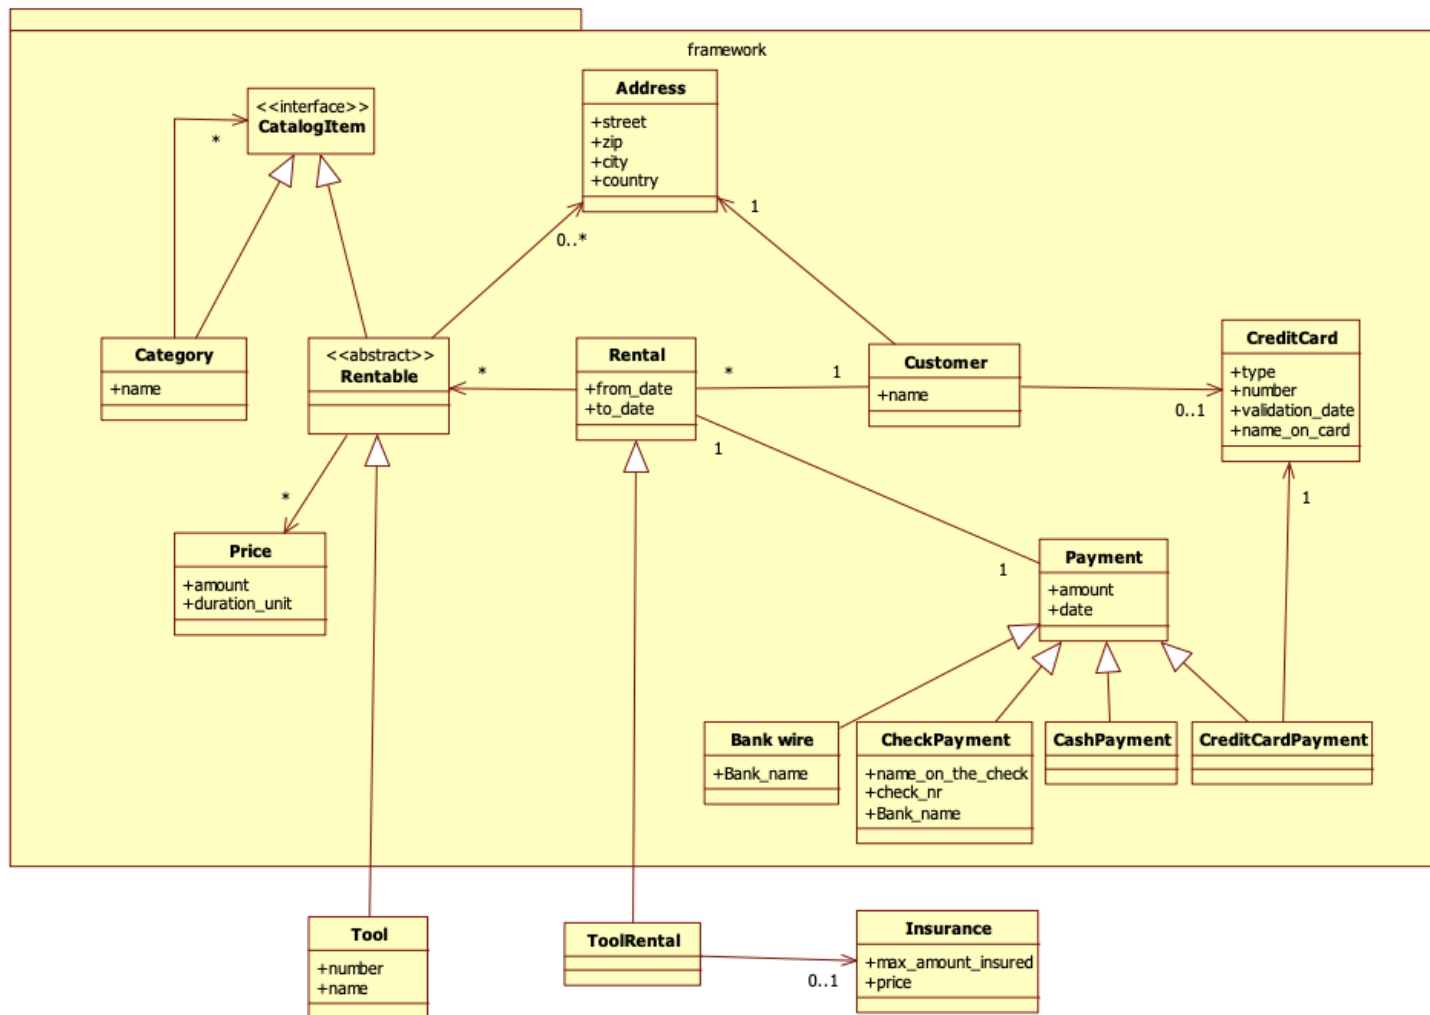 framework
<<interface>>
CatalogItem
*
Address
+street
+zip
+city
+country
0..*
1
Category
+name
<<abstract>>
Rentable
*
Rental
+from_date
+to_date
*
1
Customer
+name
0..1
CreditCard
+type
+number
+validation_date
+name_on_card
1
1
*
Price
+amount
+duration_unit
1
Payment
+amount
+date
Bank wire
+Bank_name
CheckPayment
+name_on_the_check
+check_nr
+Bank_name
CashPayment
CreditCardPayment
Tool
+number
+name
ToolRental
0..1
Insurance
+max_amount_insured
+price